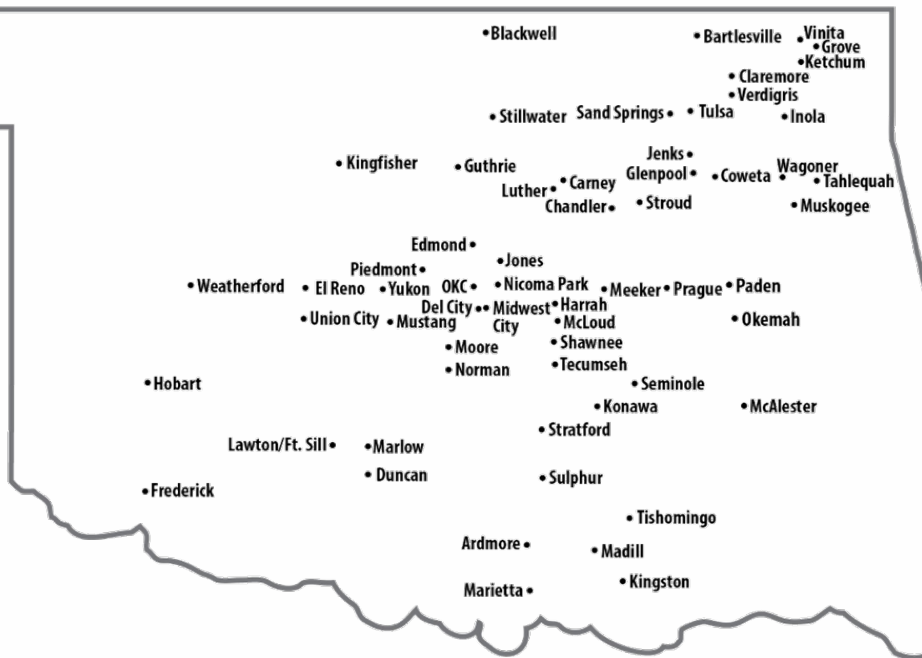 Blackwell
Bartlesville
Vinita
Grove
Ketchum
Claremore
Verdigris
Stillwater
Sand Springs
Tulsa
Inola
Kingfisher
Guthrie
Jenks
Glenpool
Coweta
Wagoner
Tahlequah
Luther
Carney
Chandler
Stroud
Muskogee
Edmond
Jones
Piedmont
Weatherford
El Reno
Yukon
OKC
Nicoma Park
Meeker
Prague
Paden
Del City
Midwest
City
Harrah
Union City
Mustang
McLoud
Okemah
Moore
Shawnee
Norman
Tecumseh
Hobart
Seminole
Konawa
McAlester
Stratford
Lawton/Ft. Sill
Marlow
Duncan
Sulphur
Frederick
Tishomingo
Ardmore
Madill
Kingston
Marietta